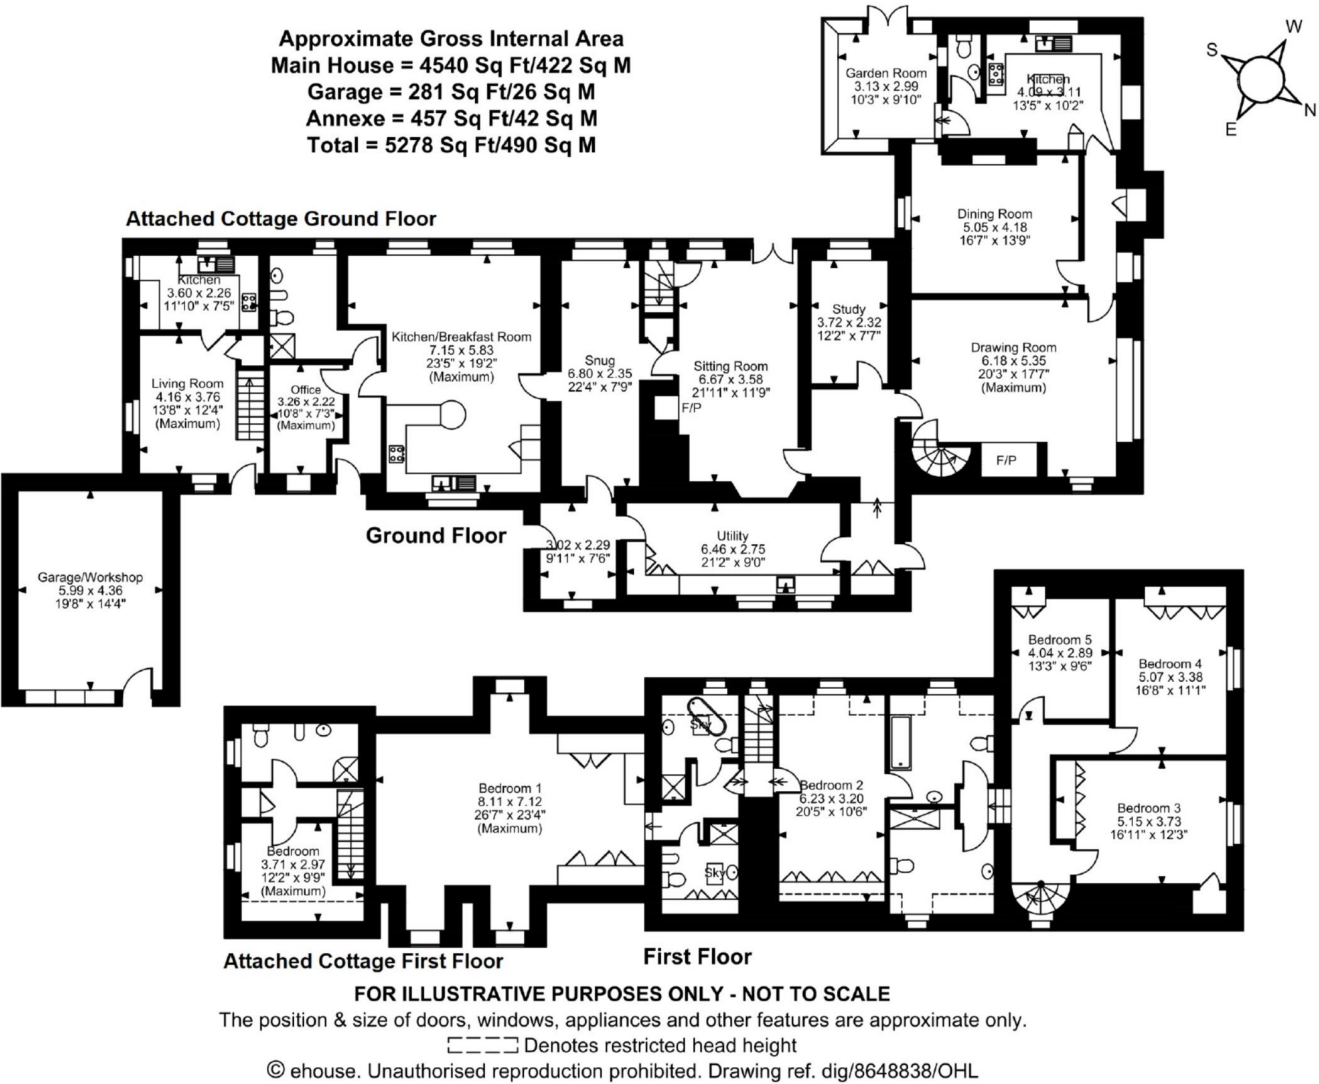 Approximate Gross Internal Area
Main House = 4540 Sq Ft/422 Sq M
Garage = 281 Sq Ft/26 Sq M
Annexe = 457 Sq Ft/42 Sq M
Total = 5278 Sq Ft/490 Sq M
W
S
N
E
Garden Room
3.13 x 2.99
10'3" x 9'10"
Kitchen
4.09 x 3.11
13'5" x 10'2"
Dining Room
5.05 x 4.18
16'7" x 13'9"
Attached Cottage Ground Floor
Kitchen
3.60 x 2.26
11'10" x 7'5"
Living Room
4.16 x 3.76
13'8" x 12'4"
(Maximum)
Office
3.26 x 2.22
10'8" x 7'3"
(Maximum)
Kitchen/Breakfast Room
7.15 x 5.83
23'5" x 19'2"
(Maximum)
Snug
6.80 x 2.35
22'4" x 7'9"
Sitting Room
6.67 x 3.58
21'11" x 11'9"
F/P
Study
3.72 x 2.32
12'2" x 7'7"
Drawing Room
6.18 x 5.35
20'3" x 17'7"
(Maximum)
F/P
Ground Floor
3.02 x 2.29
9'11" x 7'6"
Utility
6.46 x 2.75
21'2" x 9'0"
Garage/Workshop
5.99 x 4.36
19'8" x 14'4"
Bedroom 5
4.04 x 2.89
13'3" x 9'6"
Bedroom 4
5.07 x 3.38
16'8" x 11'1"
Bedroom 3
5.15 x 3.73
16'11" x 12'3"
Sky
Bedroom 2
6.23 x 3.20
20'5" x 10'6"
Bedroom 1
8.11 x 7.12
26'7" x 23'4"
(Maximum)
Sky
Bedroom
3.71 x 2.97
12'2" x 9'9"
(Maximum)
Attached Cottage First Floor
First Floor
FOR ILLUSTRATIVE PURPOSES ONLY - NOT TO SCALE
The position & size of doors, windows, appliances and other features are approximate only.
Denotes restricted head height
© ehouse. Unauthorised reproduction prohibited. Drawing ref. dig/8648838/OHL